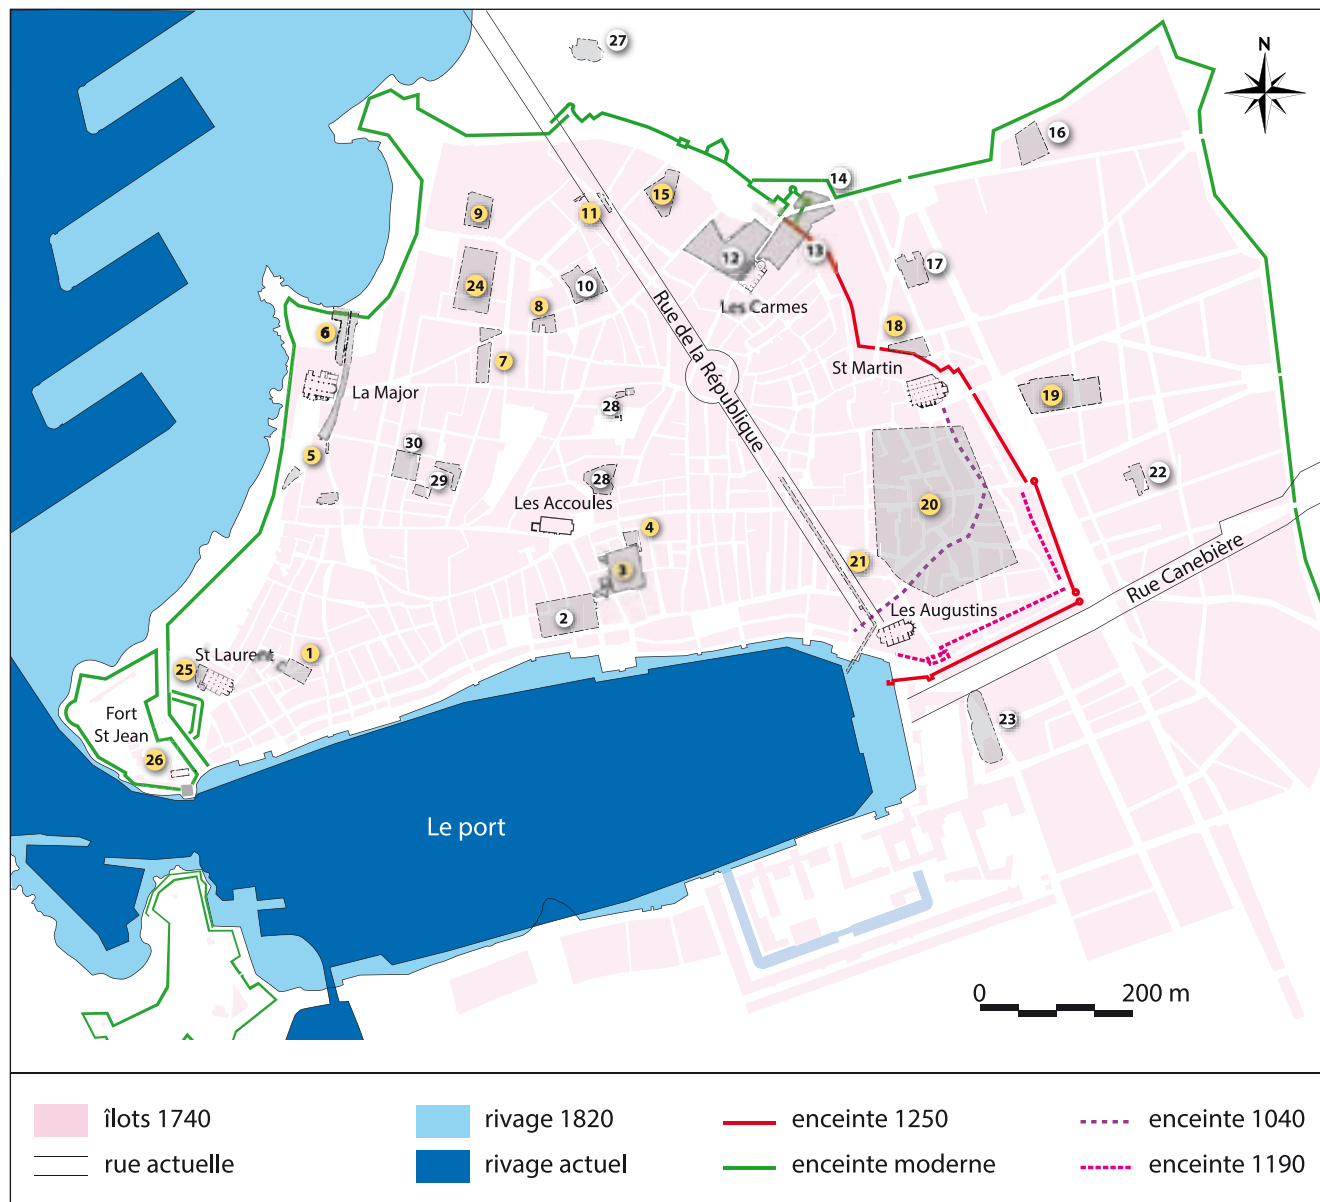 27
N
16
14
15
9
11
12
13
17
24
10
8
Les Carmes
Rue de la République
18
6
7
St Martin
La Major
19
28
30
5
29
28
22
Les Accoules
20
4
3
21
Rue Canebière
2
Les Augustins
1
St Laurent
25
Fort
St Jean
23
26
Le port
0 200 m
îlots 1740
rivage 1820
enceinte 1250
enceinte 1040
rue actuelle
rivage actuel
enceinte moderne
enceinte 1190